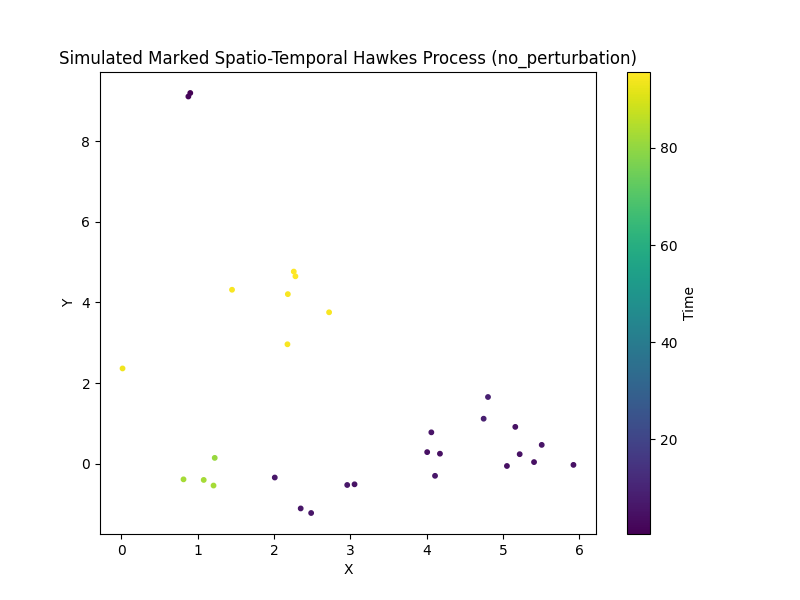 Simulated Marked Spatio-Temporal Hawkes Process (no_perturbation)
8
6
4
2
0
Y
0 1 2 3 4 5 6
X
80
60
40
20
Time